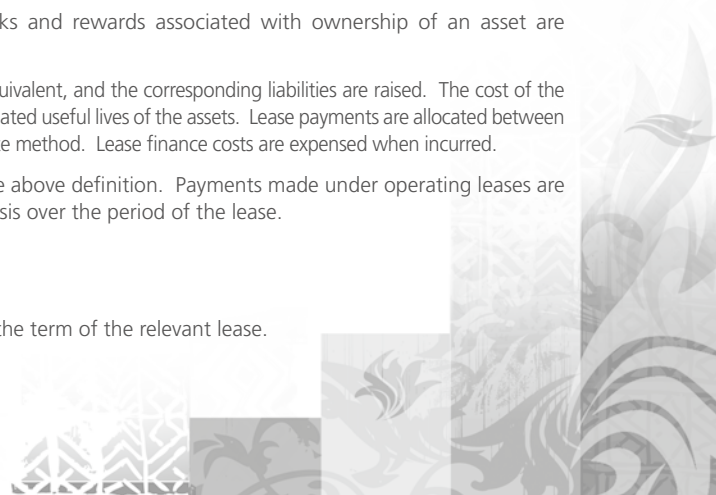 ks and rewards associated with ownership of an asset are
uivalent, and the corresponding liabilities are raised. The cost of the
ated useful lives of the assets. Lease payments are allocated between
e method. Lease finance costs are expensed when incurred.
e above definition. Payments made under operating leases are
sis over the period of the lease.
the term of the relevant lease.